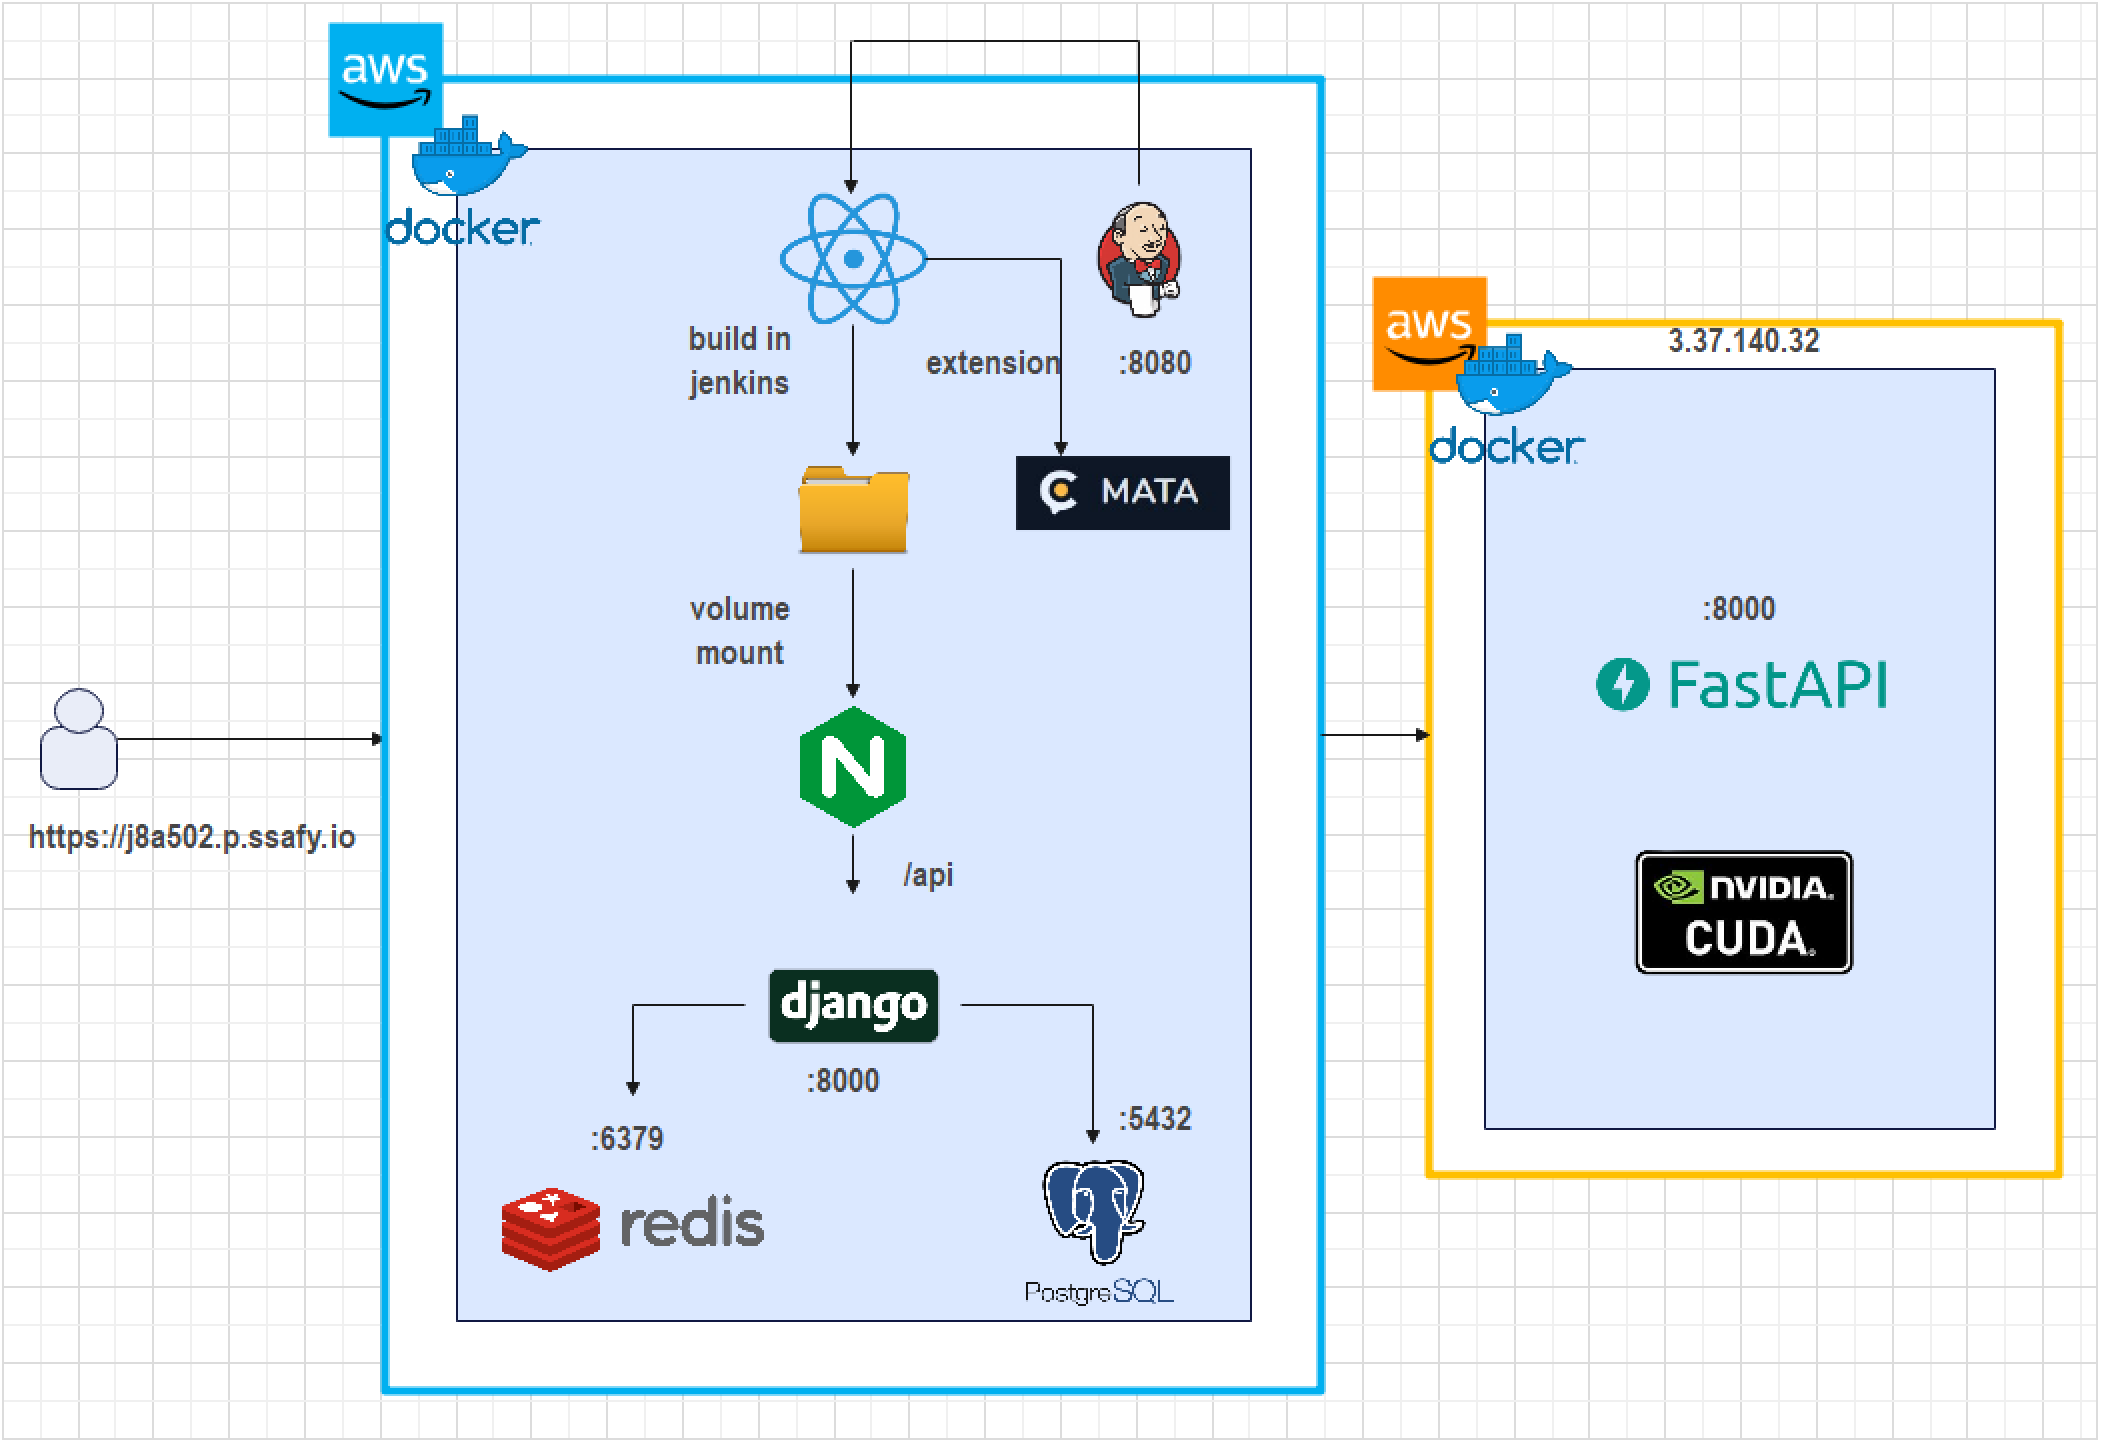 aws
docker
build in
jenkins
extension
:8080
MATA
volume
mount
https://j8a502.p.ssafy.io
/api
django
:8000
:6379
:5432
redis
PostgreSQL
aws
3.37.140.32
docker
:8000
FastAPI
NVIDIA.
CUDA.